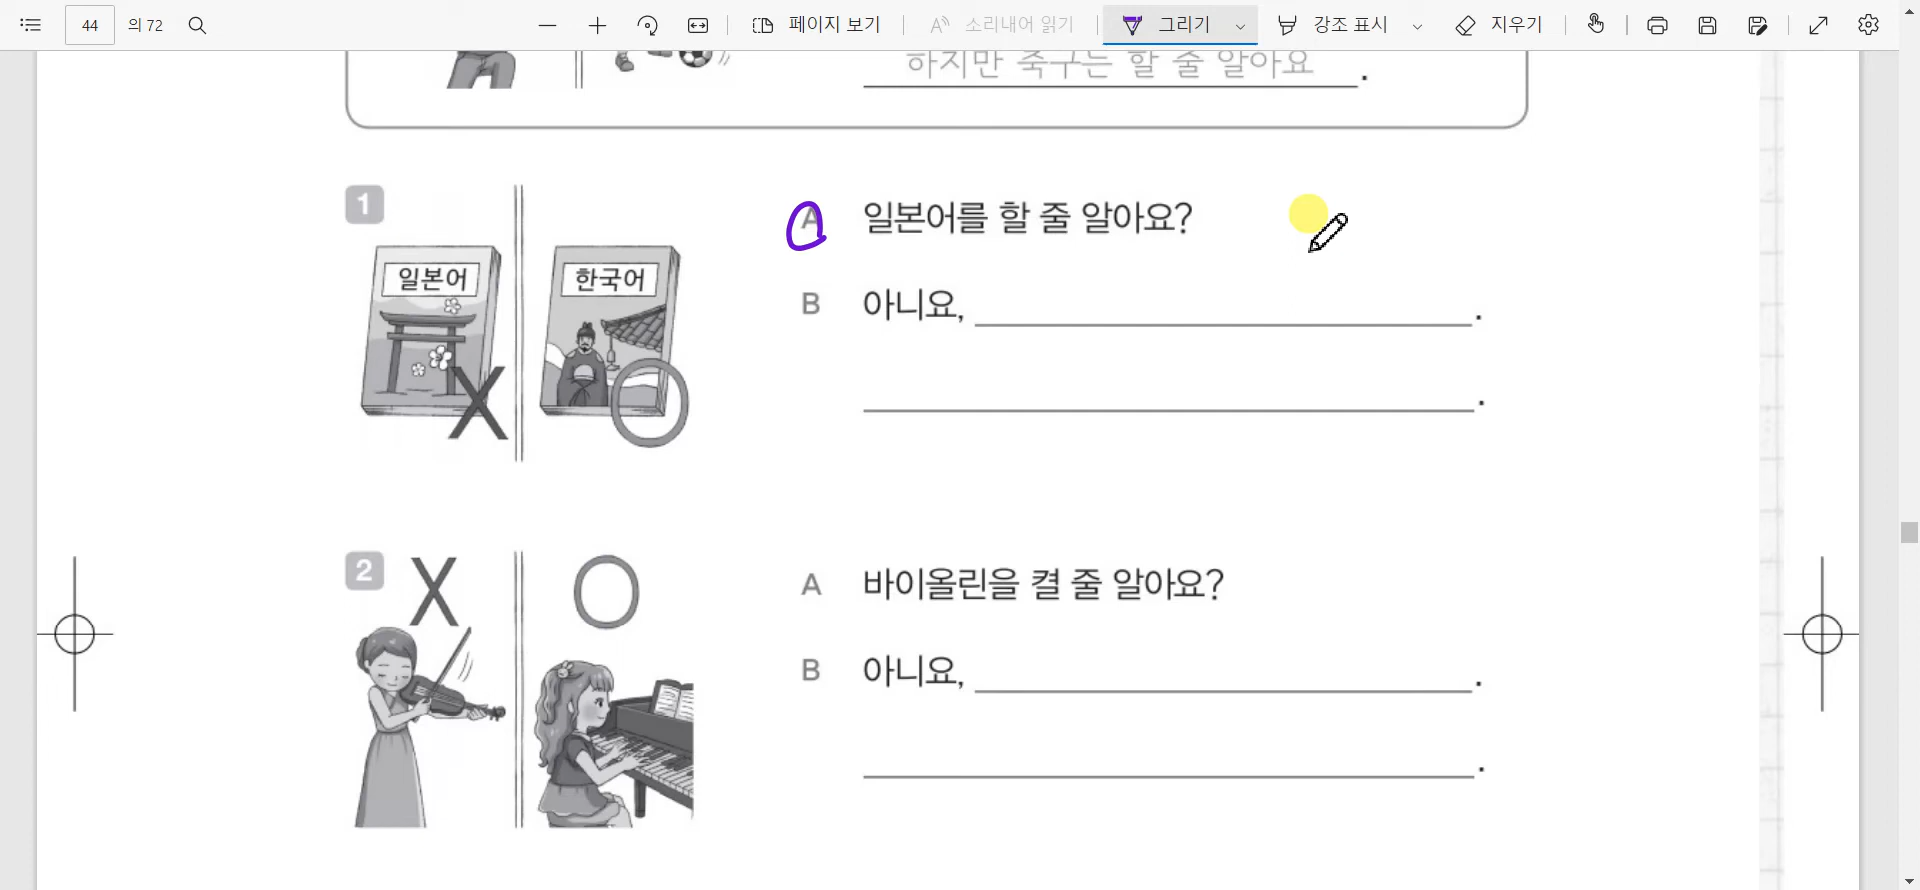 44 의 72 페이지 보기 소리내어 읽기 그리기 강조 표시 지우기
하지만 축구는 할 줄 알아요.
1
일본어 X
한국어 O
A 일본어를 할 줄 알아요?
B 아니요, .
.
2
X O
A 바이올린을 켤 줄 알아요?
B 아니요, .
.